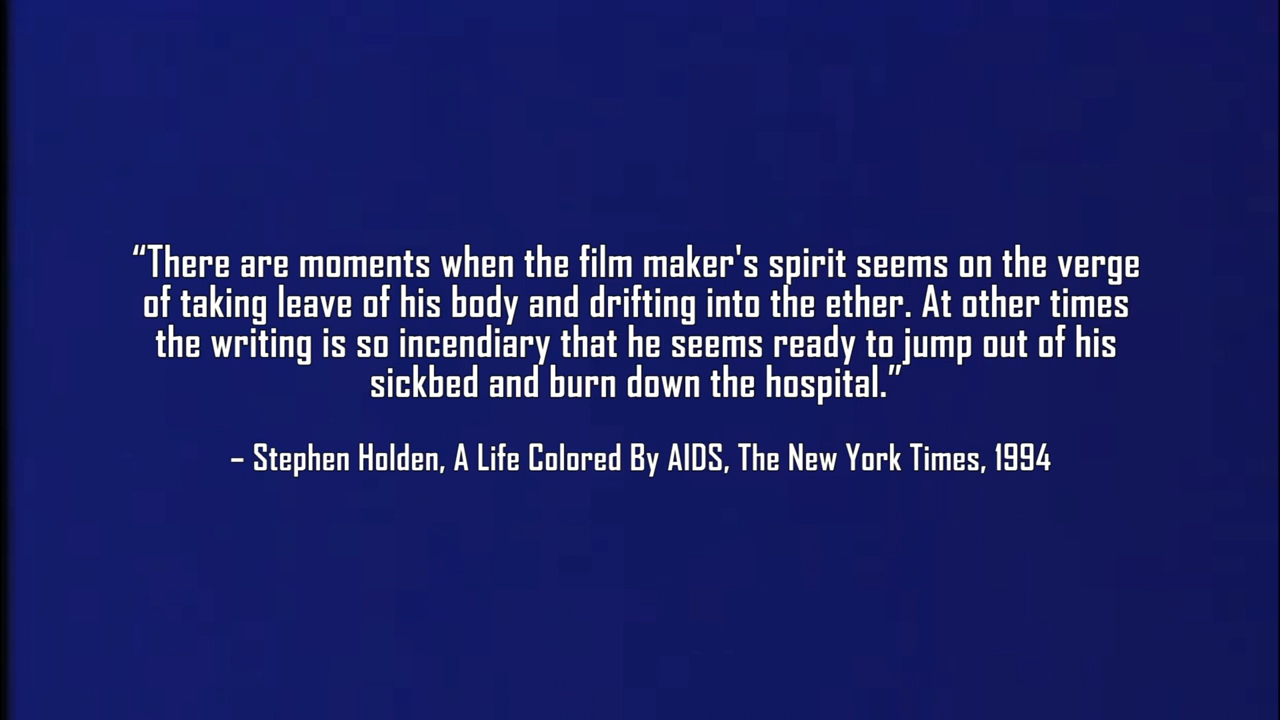 “There are moments when the film maker's spirit seems on the verge
of taking leave of his body and drifting into the ether. At other times
the writing is so incendiary that he seems ready to jump out of his
sickbed and burn down the hospital.”
– Stephen Holden, A Life Colored By AIDS, The New York Times, 1994